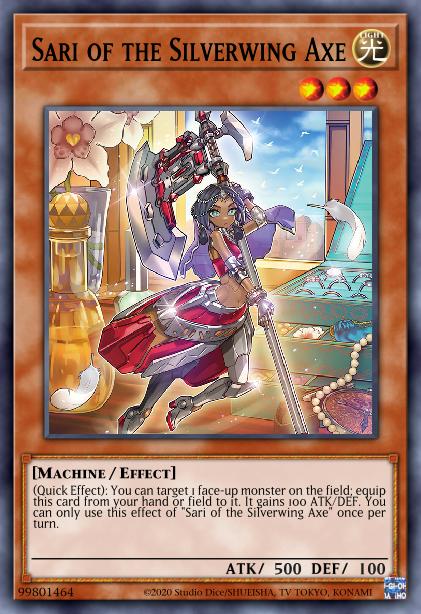 Sari of the Silverwing Axe
LIGHT
光
[Machine / Effect]
(Quick Effect): You can target 1 face-up monster on the field; equip
this card from your hand or field to it. It gains 100 ATK/DEF. You
can only use this effect of "Sari of the Silverwing Axe" once per
turn.
ATK/ 500 DEF/ 100
99801464
©2020 Studio Dice/SHUEISHA, TV TOKYO, KONAMI